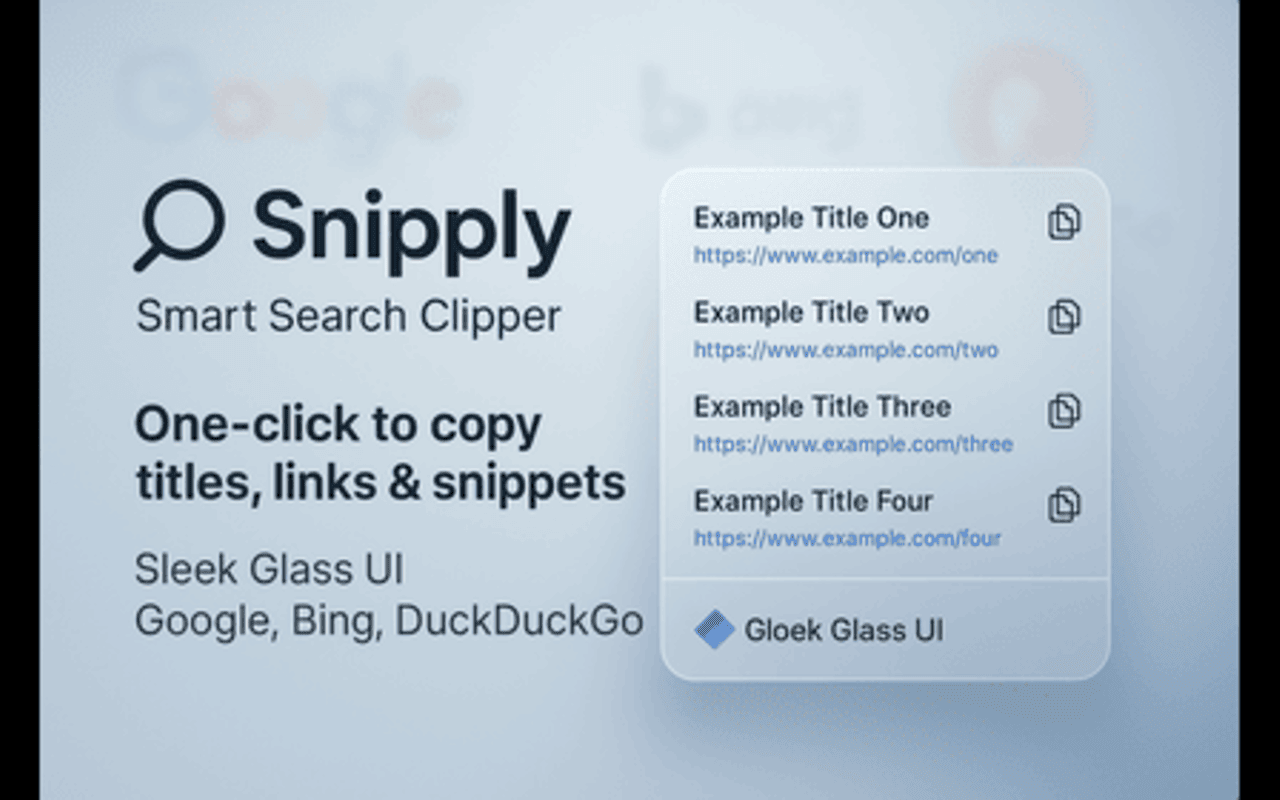 Google
Snipply
Smart Search Clipper
One-click to copy
titles, links & snippets
Sleek Glass UI
Google, Bing, DuckDuckGo
Example Title One
https://www.example.com/one
Example Title Two
https://www.example.com/two
Example Title Three
https://www.example.com/three
Example Title Four
https://www.example.com/four
Gloek Glass UI